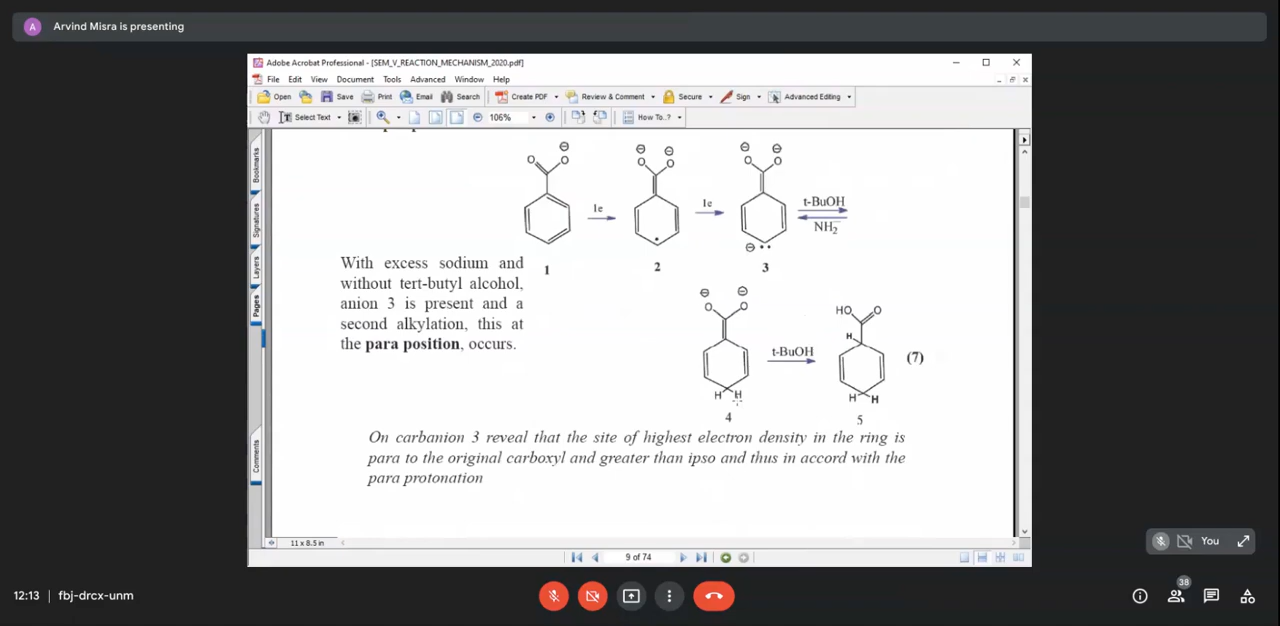 A Arvind Misra is presenting
Adobe Acrobat Professional - [SEM_V_REACTION_MECHANISM_2020.pdf]
File Edit View Document Tools Advanced Window Help
Open Save Print Email Search Create PDF Review & Comment Secure Sign Advanced Editing
Select Text 106% How To..?
Bookmarks
Signatures
Layers
Pages
Comments
O O⊖
⊖ ⊖
O O
⊖ ⊖
O O
1e
1e
t-BuOH
NH2-
⊖ ••
1 2 3
With excess sodium and
without tert-butyl alcohol,
anion 3 is present and a
second alkylation, this at
the para position, occurs.
⊖ ⊖
O O
HO O
H
t-BuOH
(7)
H H
H H
4 5
On carbanion 3 reveal that the site of highest electron density in the ring is
para to the original carboxyl and greater than ipso and thus in accord with the
para protonation
11 x 8.5 in
9 of 74
You
12:13 | fbj-drcx-unm
38